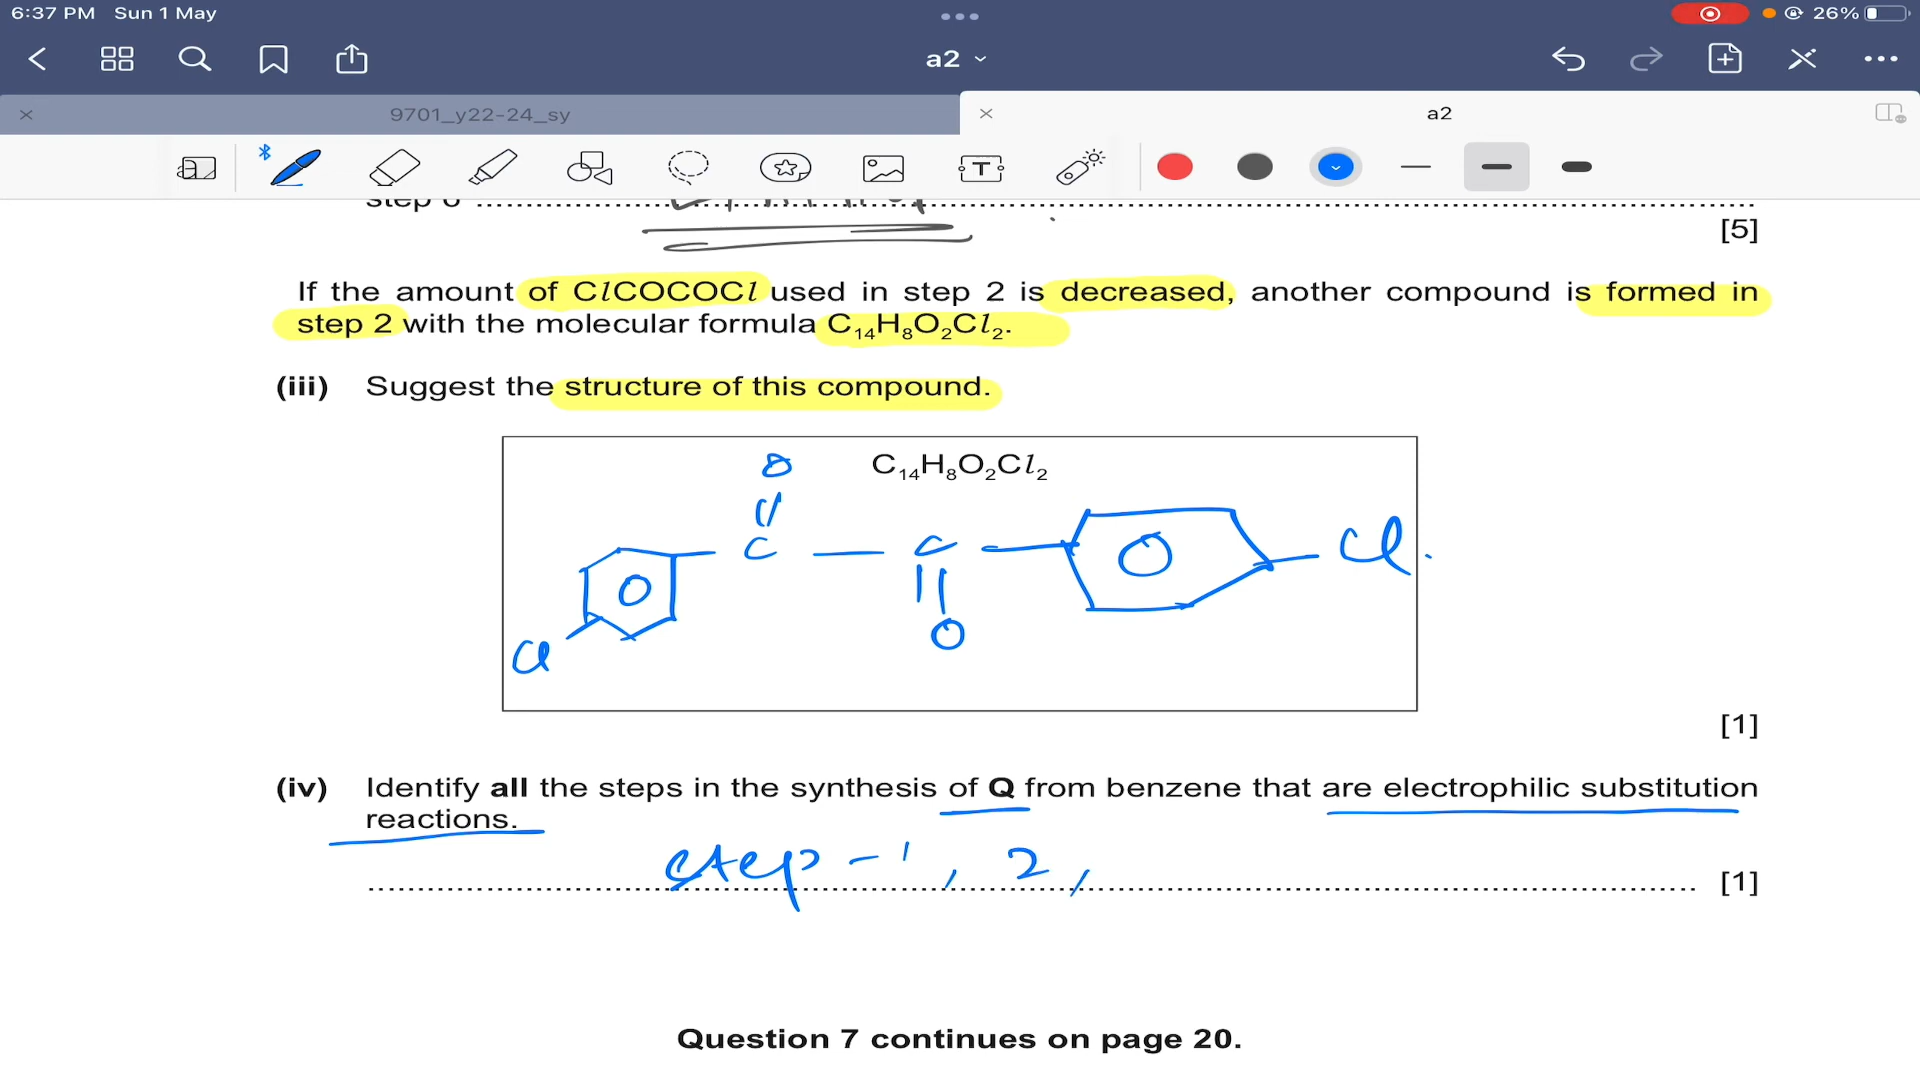 6:37 PM Sun 1 May
26%
a2
9701_y22-24_sy
a2
step 6
[5]
If the amount of ClCOCOCl used in step 2 is decreased, another compound is formed in
step 2 with the molecular formula C₁₄H₈O₂Cl₂.
(iii) Suggest the structure of this compound.
C₁₄H₈O₂Cl₂
O
C C Cl
O
Cl
[1]
(iv) Identify all the steps in the synthesis of Q from benzene that are electrophilic substitution
reactions.
step - 1, 2,
[1]
Question 7 continues on page 20.